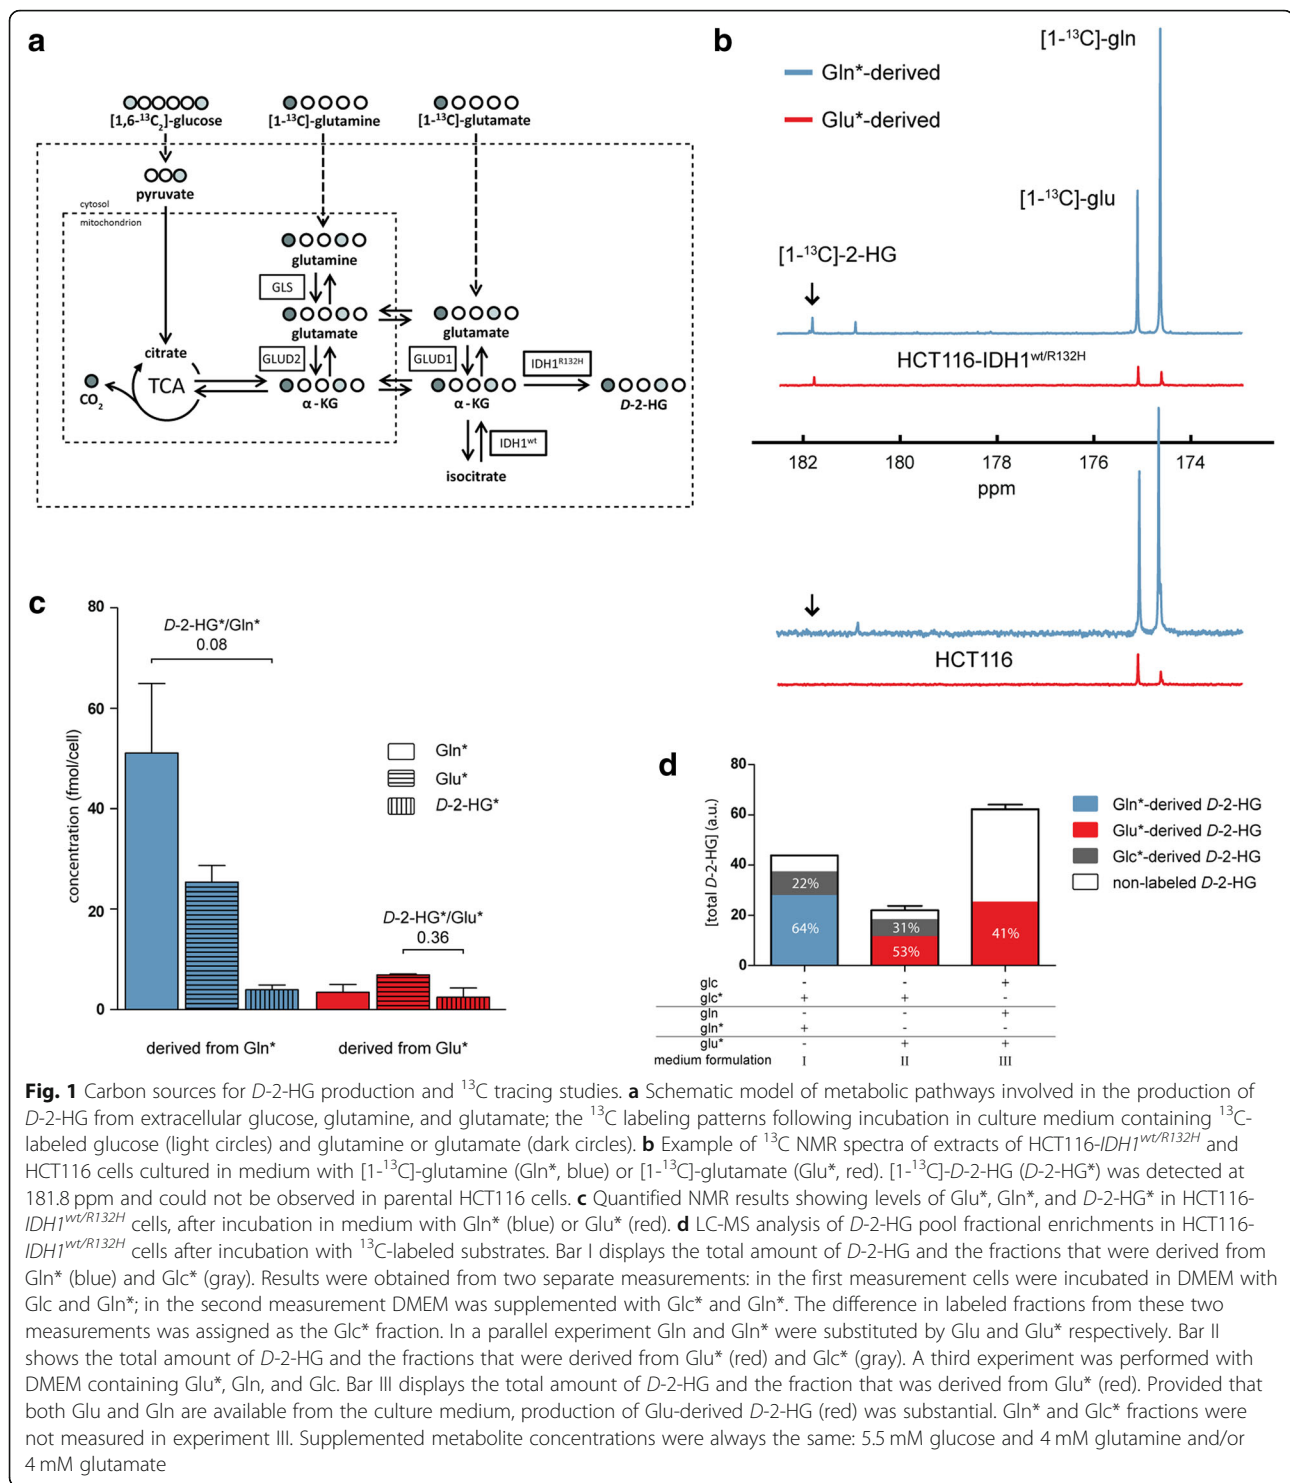 a
[1,6-¹³C₂]-glucose
[1-¹³C]-glutamine
[1-¹³C]-glutamate
pyruvate
cytosol
mitochondrion
glutamine
GLS
glutamate
glutamate
citrate
GLUD2
GLUD1
IDH1ᴿ¹³²ᴴ
TCA
CO₂
α-KG
α-KG
D-2-HG
IDH1ʷᵗ
isocitrate
b
[1-¹³C]-gln
Gln*-derived
Glu*-derived
[1-¹³C]-glu
[1-¹³C]-2-HG
HCT116-IDH1ʷᵗ/ᴿ¹³²ᴴ
182 180 178 176 174
ppm
HCT116
c
80
60
40
20
0
concentration (fmol/cell)
D-2-HG*/Gln*
0.08
Gln*
Glu*
D-2-HG*
D-2-HG*/Glu*
0.36
derived from Gln* derived from Glu*
d
80
60
40
20
0
[total D-2-HG] (a.u.)
22%
64%
31%
53%
41%
Gln*-derived D-2-HG
Glu*-derived D-2-HG
Glc*-derived D-2-HG
non-labeled D-2-HG
glc - - +
glc* + + -
gln - - +
gln* + - -
glu* - + +
medium formulation I II III
Fig. 1 Carbon sources for D-2-HG production and ¹³C tracing studies. a Schematic model of metabolic pathways involved in the production of
D-2-HG from extracellular glucose, glutamine, and glutamate; the ¹³C labeling patterns following incubation in culture medium containing ¹³C-
labeled glucose (light circles) and glutamine or glutamate (dark circles). b Example of ¹³C NMR spectra of extracts of HCT116-IDH1ʷᵗ/ᴿ¹³²ᴴ and
HCT116 cells cultured in medium with [1-¹³C]-glutamine (Gln*, blue) or [1-¹³C]-glutamate (Glu*, red). [1-¹³C]-D-2-HG (D-2-HG*) was detected at
181.8 ppm and could not be observed in parental HCT116 cells. c Quantified NMR results showing levels of Glu*, Gln*, and D-2-HG* in HCT116-
IDH1ʷᵗ/ᴿ¹³²ᴴ cells, after incubation in medium with Gln* (blue) or Glu* (red). d LC-MS analysis of D-2-HG pool fractional enrichments in HCT116-
IDH1ʷᵗ/ᴿ¹³²ᴴ cells after incubation with ¹³C-labeled substrates. Bar I displays the total amount of D-2-HG and the fractions that were derived from
Gln* (blue) and Glc* (gray). Results were obtained from two separate measurements: in the first measurement cells were incubated in DMEM with
Glc and Gln*; in the second measurement DMEM was supplemented with Glc* and Gln*. The difference in labeled fractions from these two
measurements was assigned as the Glc* fraction. In a parallel experiment Gln and Gln* were substituted by Glu and Glu* respectively. Bar II
shows the total amount of D-2-HG and the fractions that were derived from Glu* (red) and Glc* (gray). A third experiment was performed with
DMEM containing Glu*, Gln, and Glc. Bar III displays the total amount of D-2-HG and the fraction that was derived from Glu* (red). Provided that
both Glu and Gln are available from the culture medium, production of Glu-derived D-2-HG (red) was substantial. Gln* and Glc* fractions were
not measured in experiment III. Supplemented metabolite concentrations were always the same: 5.5 mM glucose and 4 mM glutamine and/or
4 mM glutamate